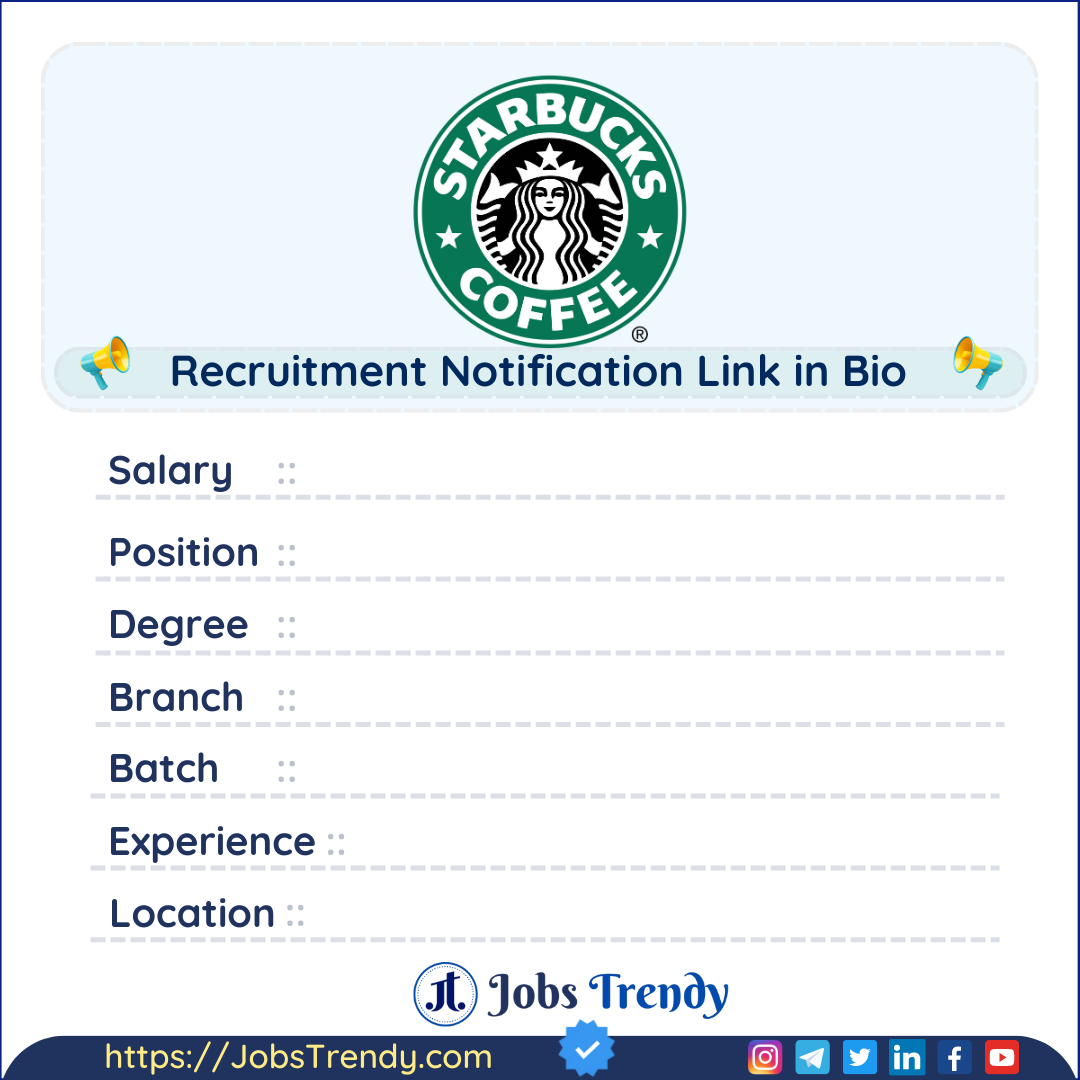 STARBUCKS
COFFEE
®
Recruitment Notification Link in Bio
Salary ::
Position ::
Degree ::
Branch ::
Batch ::
Experience ::
Location ::
Jobs Trendy
https://JobsTrendy.com
in
f